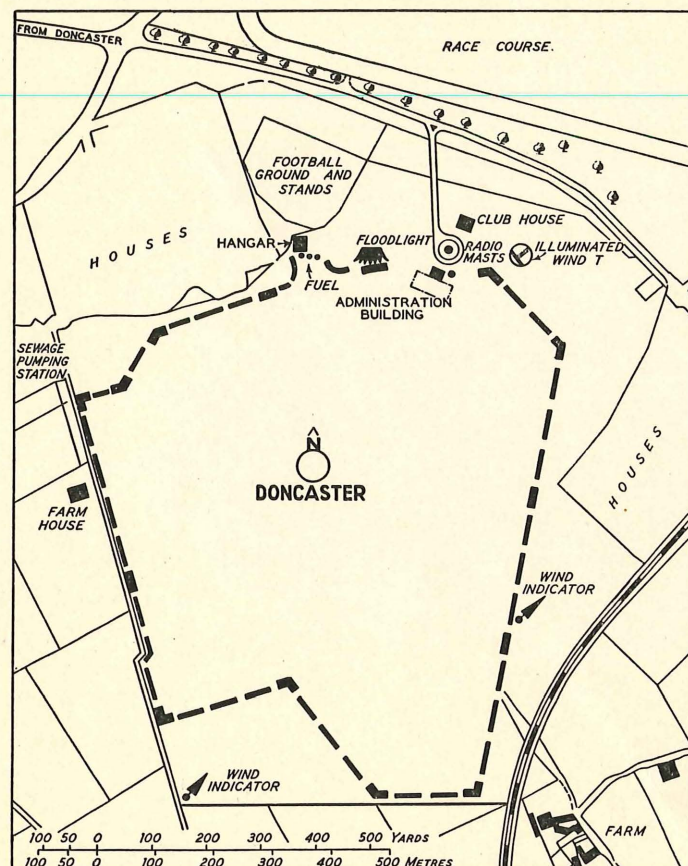 FROM DONCASTER
RACE COURSE.
FOOTBALL
GROUND AND
STANDS
HOUSES
HANGAR
FUEL
FLOODLIGHT
CLUB HOUSE
RADIO
MASTS
ILLUMINATED
WIND T
ADMINISTRATION
BUILDING
SEWAGE
PUMPING
STATION
N
DONCASTER
HOUSES
FARM
HOUSE
WIND
INDICATOR
WIND
INDICATOR
FARM
100 50 0 100 200 300 400 500 YARDS
100 50 0 100 200 300 400 500 METRES